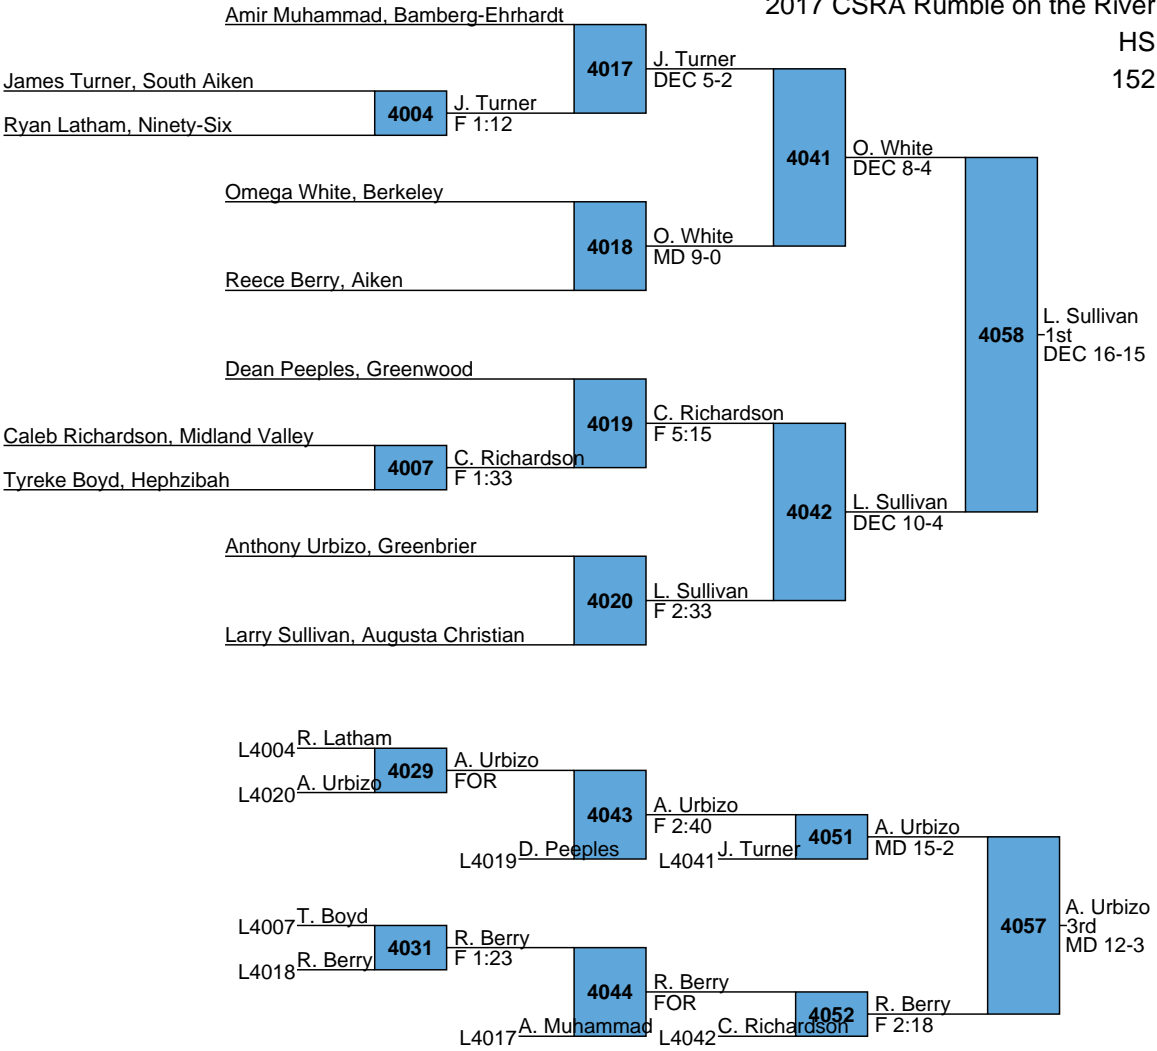 2017 CSRA Rumble on the River
HS
152
Amir Muhammad, Bamberg-Ehrhardt
4017
J. Turner
DEC 5-2
James Turner, South Aiken
4004
J. Turner
F 1:12
Ryan Latham, Ninety-Six
4041
O. White
DEC 8-4
Omega White, Berkeley
4018
O. White
MD 9-0
Reece Berry, Aiken
4058
L. Sullivan
1st
DEC 16-15
Dean Peeples, Greenwood
4019
C. Richardson
F 5:15
Caleb Richardson, Midland Valley
4007
C. Richardson
F 1:33
Tyreke Boyd, Hephzibah
4042
L. Sullivan
DEC 10-4
Anthony Urbizo, Greenbrier
4020
L. Sullivan
F 2:33
Larry Sullivan, Augusta Christian
L4004 R. Latham
4029
A. Urbizo
FOR
L4020 A. Urbizo
4043
A. Urbizo
F 2:40
L4019 D. Peeples
4051
A. Urbizo
MD 15-2
L4041 J. Turner
4057
A. Urbizo
3rd
MD 12-3
L4007 T. Boyd
4031
R. Berry
F 1:23
L4018 R. Berry
4044
R. Berry
FOR
L4017 A. Muhammad
4052
R. Berry
F 2:18
L4042 C. Richardson